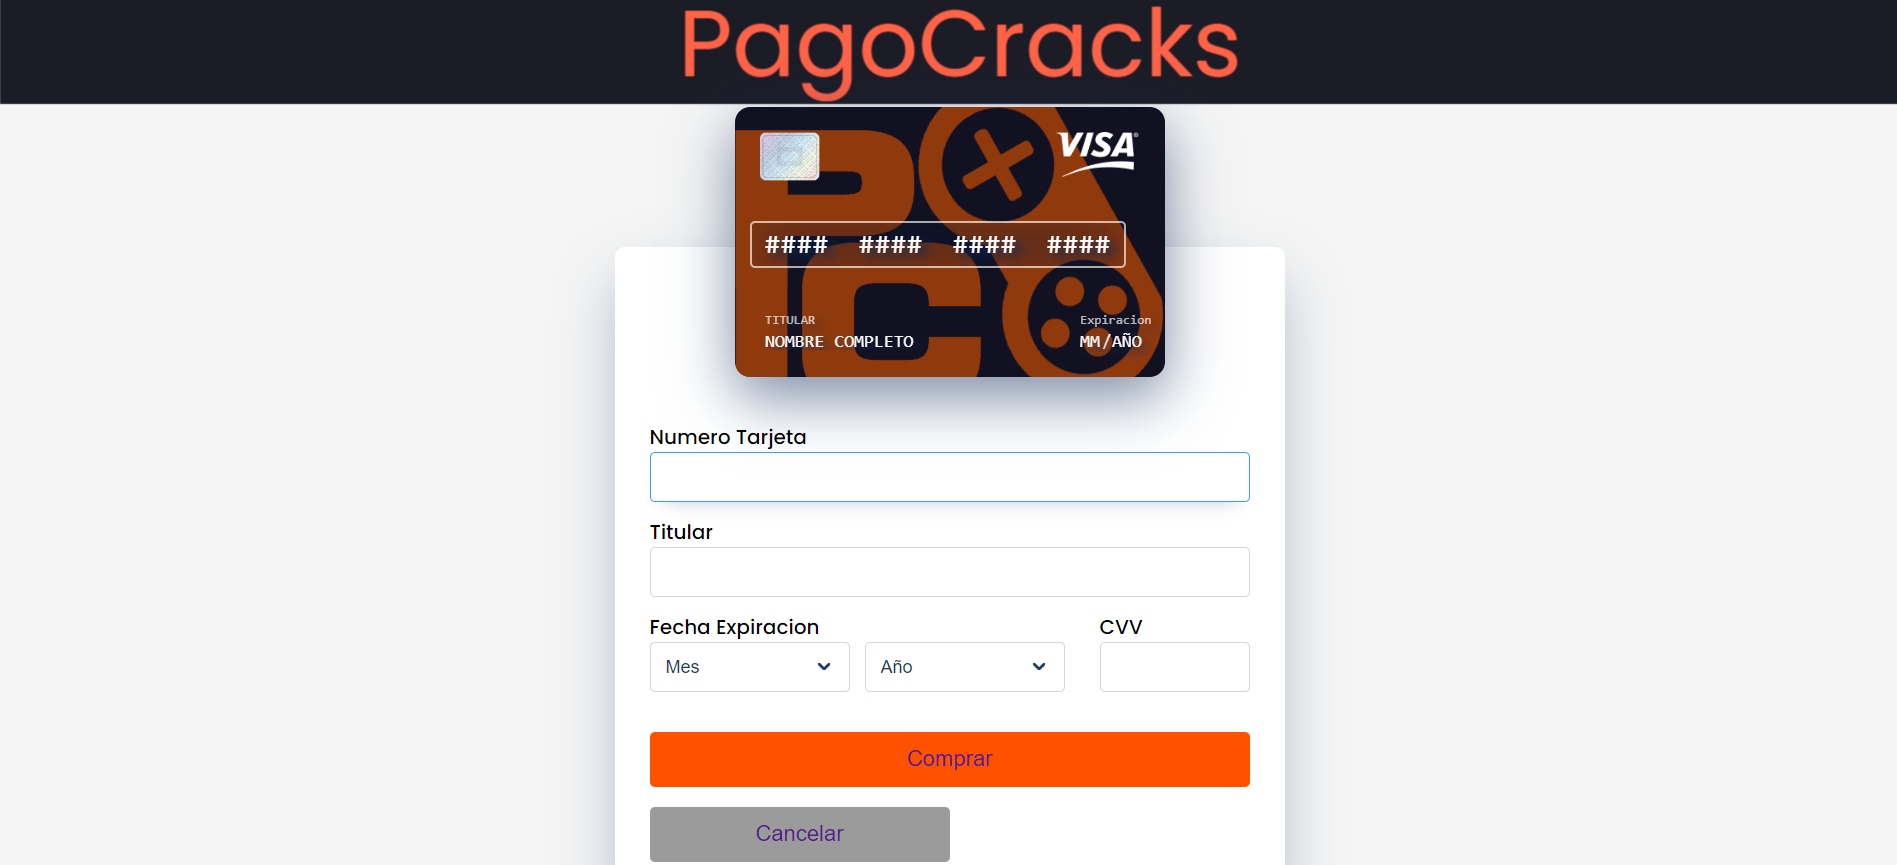 PagoCracks
VISA
#### #### #### ####
TITULAR
Expiracion
NOMBRE COMPLETO
MM/AÑO
Numero Tarjeta
Titular
Fecha Expiracion
CVV
Mes
Año
Comprar
Cancelar